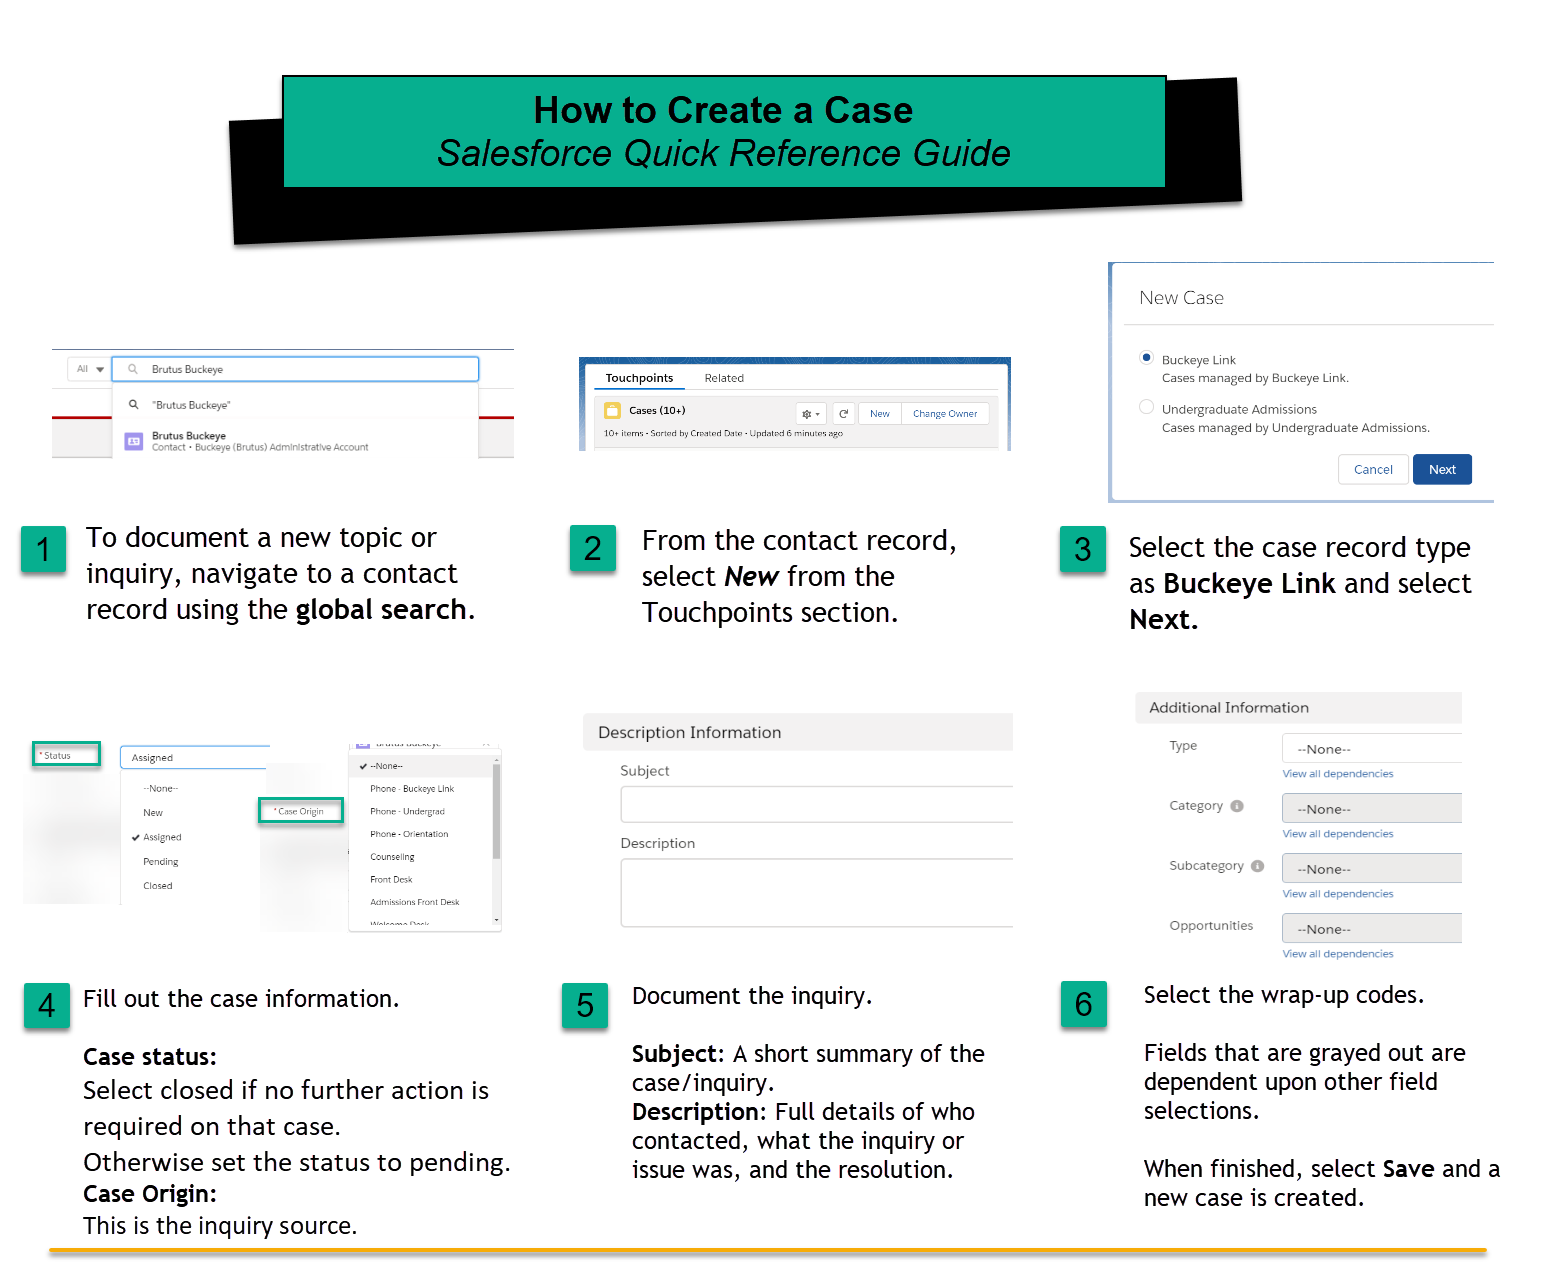 How to Create a Case
Salesforce Quick Reference Guide
All
Brutus Buckeye
"Brutus Buckeye"
Brutus Buckeye
Contact • Buckeye (Brutus) Administrative Account
Touchpoints Related
Cases (10+)
New Change Owner
10+ items • Sorted by Created Date • Updated 6 minutes ago
New Case
Buckeye Link
Cases managed by Buckeye Link.
Undergraduate Admissions
Cases managed by Undergraduate Admissions.
Cancel Next
1
To document a new topic or
inquiry, navigate to a contact
record using the global search.
2
From the contact record,
select New from the
Touchpoints section.
3
Select the case record type
as Buckeye Link and select
Next.
* Status
Assigned
--None--
New
Assigned
Pending
Closed
* Case Origin
Brutus Buckeye
--None--
Phone - Buckeye Link
Phone - Undergrad
Phone - Orientation
Counseling
Front Desk
Admissions Front Desk
Welcome Desk
Description Information
Subject
Description
Additional Information
Type
--None--
View all dependencies
Category
--None--
View all dependencies
Subcategory
--None--
View all dependencies
Opportunities
--None--
View all dependencies
4
Fill out the case information.
Case status:
Select closed if no further action is
required on that case.
Otherwise set the status to pending.
Case Origin:
This is the inquiry source.
5
Document the inquiry.
Subject: A short summary of the
case/inquiry.
Description: Full details of who
contacted, what the inquiry or
issue was, and the resolution.
6
Select the wrap-up codes.
Fields that are grayed out are
dependent upon other field
selections.
When finished, select Save and a
new case is created.